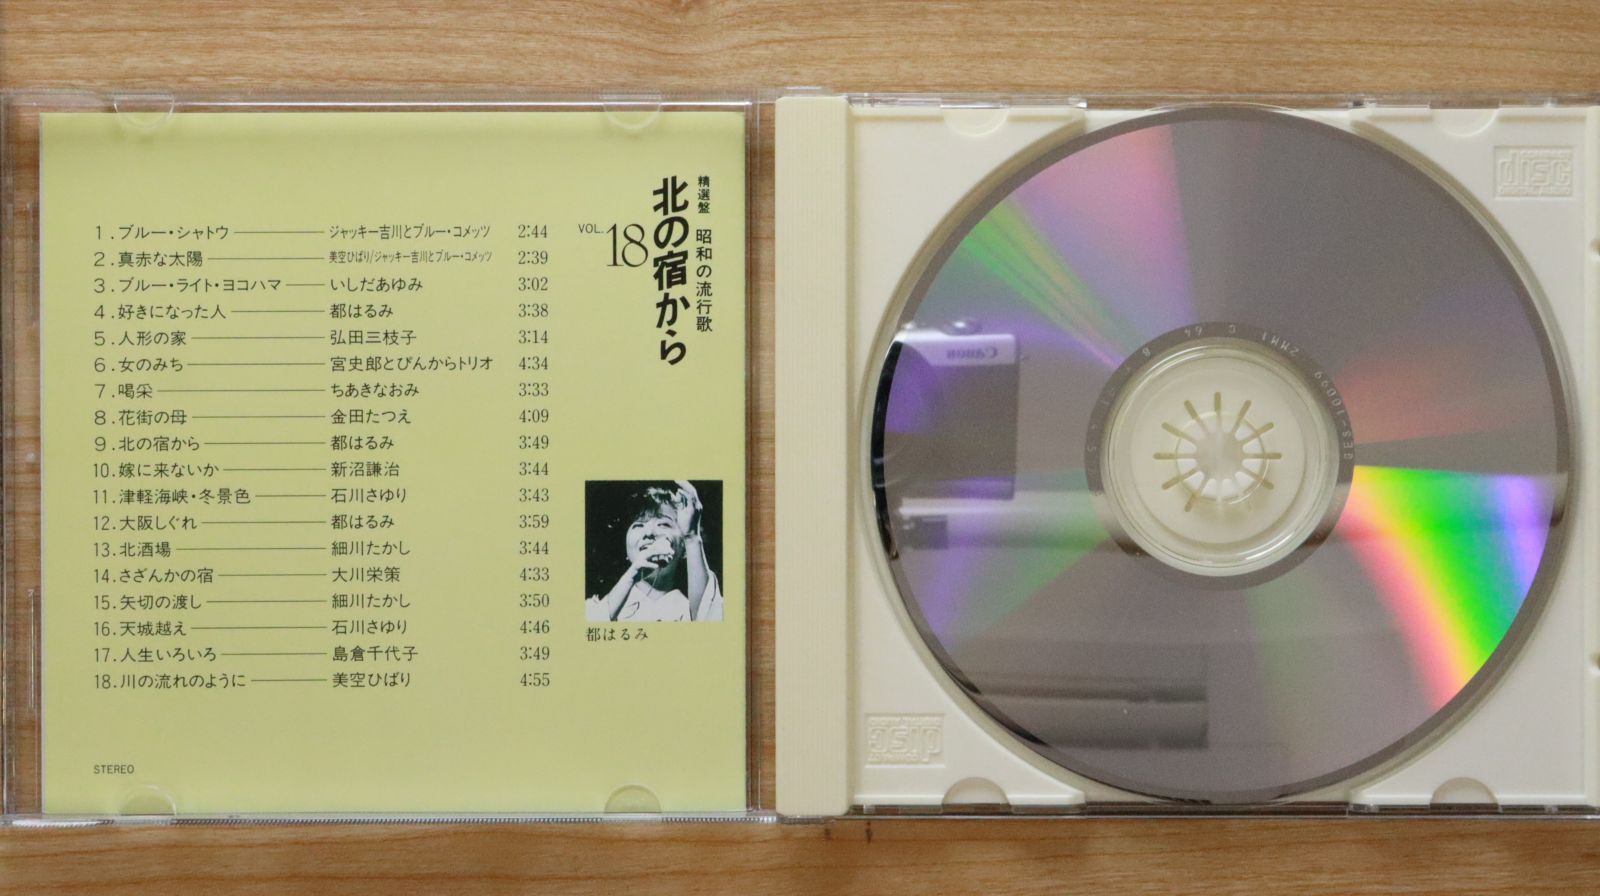 精選盤 昭和の流行歌
北の宿から
VOL. 18
1.ブルー・シャトウ ジャッキー吉川とブルー・コメッツ 2:44
2.真赤な太陽 美空ひばり/ジャッキー吉川とブルー・コメッツ 2:39
3.ブルー・ライト・ヨコハマ いしだあゆみ 3:02
4.好きになった人 都はるみ 3:38
5.人形の家 弘田三枝子 3:14
6.女のみち 宮史郎とぴんからトリオ 4:34
7.喝采 ちあきなおみ 3:33
8.花街の母 金田たつえ 4:09
9.北の宿から 都はるみ 3:49
10.嫁に来ないか 新沼謙治 3:44
11.津軽海峡・冬景色 石川さゆり 3:43
12.大阪しぐれ 都はるみ 3:59
13.北酒場 細川たかし 3:44
14.さざんかの宿 大川栄策 4:33
15.矢切の渡し 細川たかし 3:50
16.天城越え 石川さゆり 4:46
17.人生いろいろ 島倉千代子 3:49
18.川の流れのように 美空ひばり 4:55
都はるみ
STEREO
COMPACT
disc
DIGITAL AUDIO
Canon
COMPACT
disc
DIGITAL AUDIO